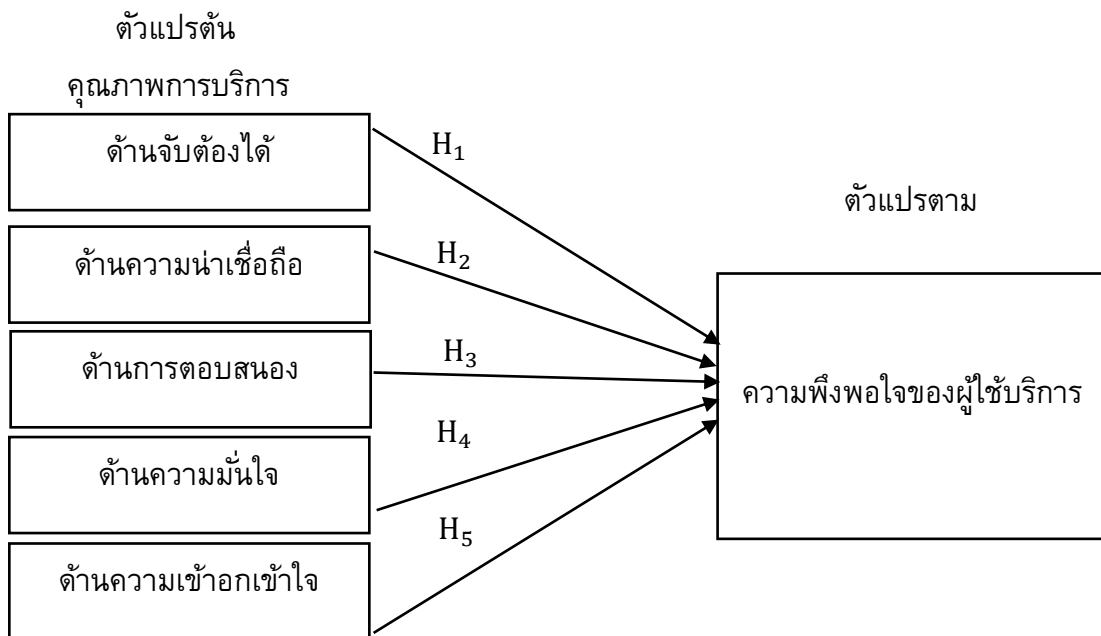 ตัวแปรต้น
คุณภาพการบริการ
ด้านจับต้องได้
H₁
ตัวแปรตาม
ด้านความน่าเชื่อถือ
H₂
ด้านการตอบสนอง
H₃
ความพึงพอใจของผู้ใช้บริการ
ด้านความมั่นใจ
H₄
ด้านความเข้าอกเข้าใจ
H₅